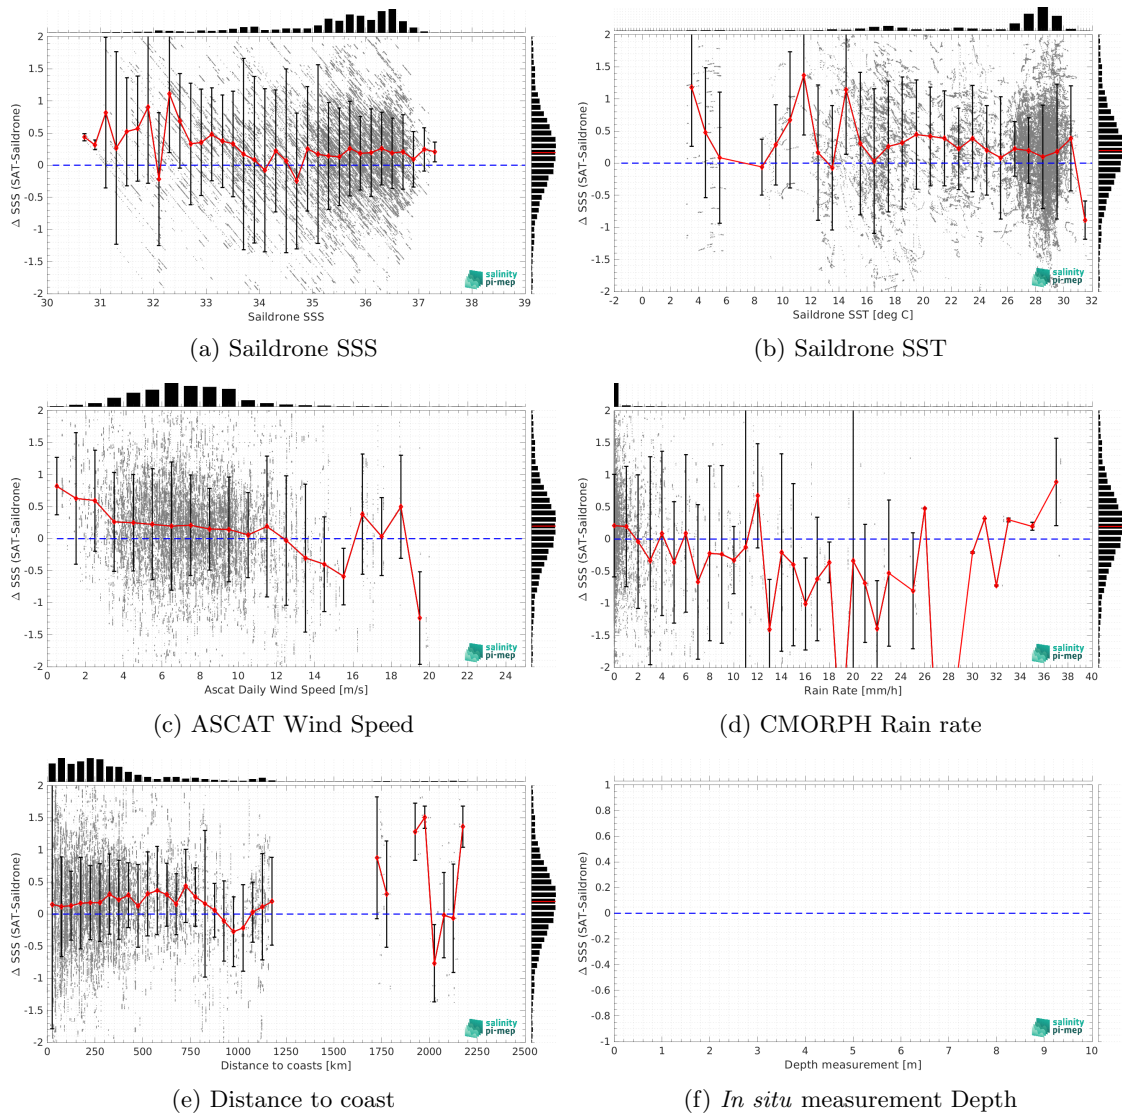 2
1.5
1
0.5
0
-0.5
-1
-1.5
-2
Δ SSS (SAT-Saildrone)
30 31 32 33 34 35 36 37 38 39
Saildrone SSS
salinity
pi-mep
(a) Saildrone SSS
2
1.5
1
0.5
0
-0.5
-1
-1.5
-2
Δ SSS (SAT-Saildrone)
-2 0 2 4 6 8 10 12 14 16 18 20 22 24 26 28 30 32
Saildrone SST [deg C]
salinity
pi-mep
(b) Saildrone SST
2
1.5
1
0.5
0
-0.5
-1
-1.5
-2
Δ SSS (SAT-Saildrone)
0 2 4 6 8 10 12 14 16 18 20 22 24
Ascat Daily Wind Speed [m/s]
salinity
pi-mep
(c) ASCAT Wind Speed
2
1.5
1
0.5
0
-0.5
-1
-1.5
-2
Δ SSS (SAT-Saildrone)
0 2 4 6 8 10 12 14 16 18 20 22 24 26 28 30 32 34 36 38 40
Rain Rate [mm/h]
salinity
pi-mep
(d) CMORPH Rain rate
2
1.5
1
0.5
0
-0.5
-1
-1.5
-2
Δ SSS (SAT-Saildrone)
0 250 500 750 1000 1250 1500 1750 2000 2250 2500
Distance to coasts [km]
salinity
pi-mep
(e) Distance to coast
1
0.8
0.6
0.4
0.2
0
-0.2
-0.4
-0.6
-0.8
-1
Δ SSS (SAT-Saildrone)
0 1 2 3 4 5 6 7 8 9 10
Depth measurement [m]
salinity
pi-mep
(f) In situ measurement Depth